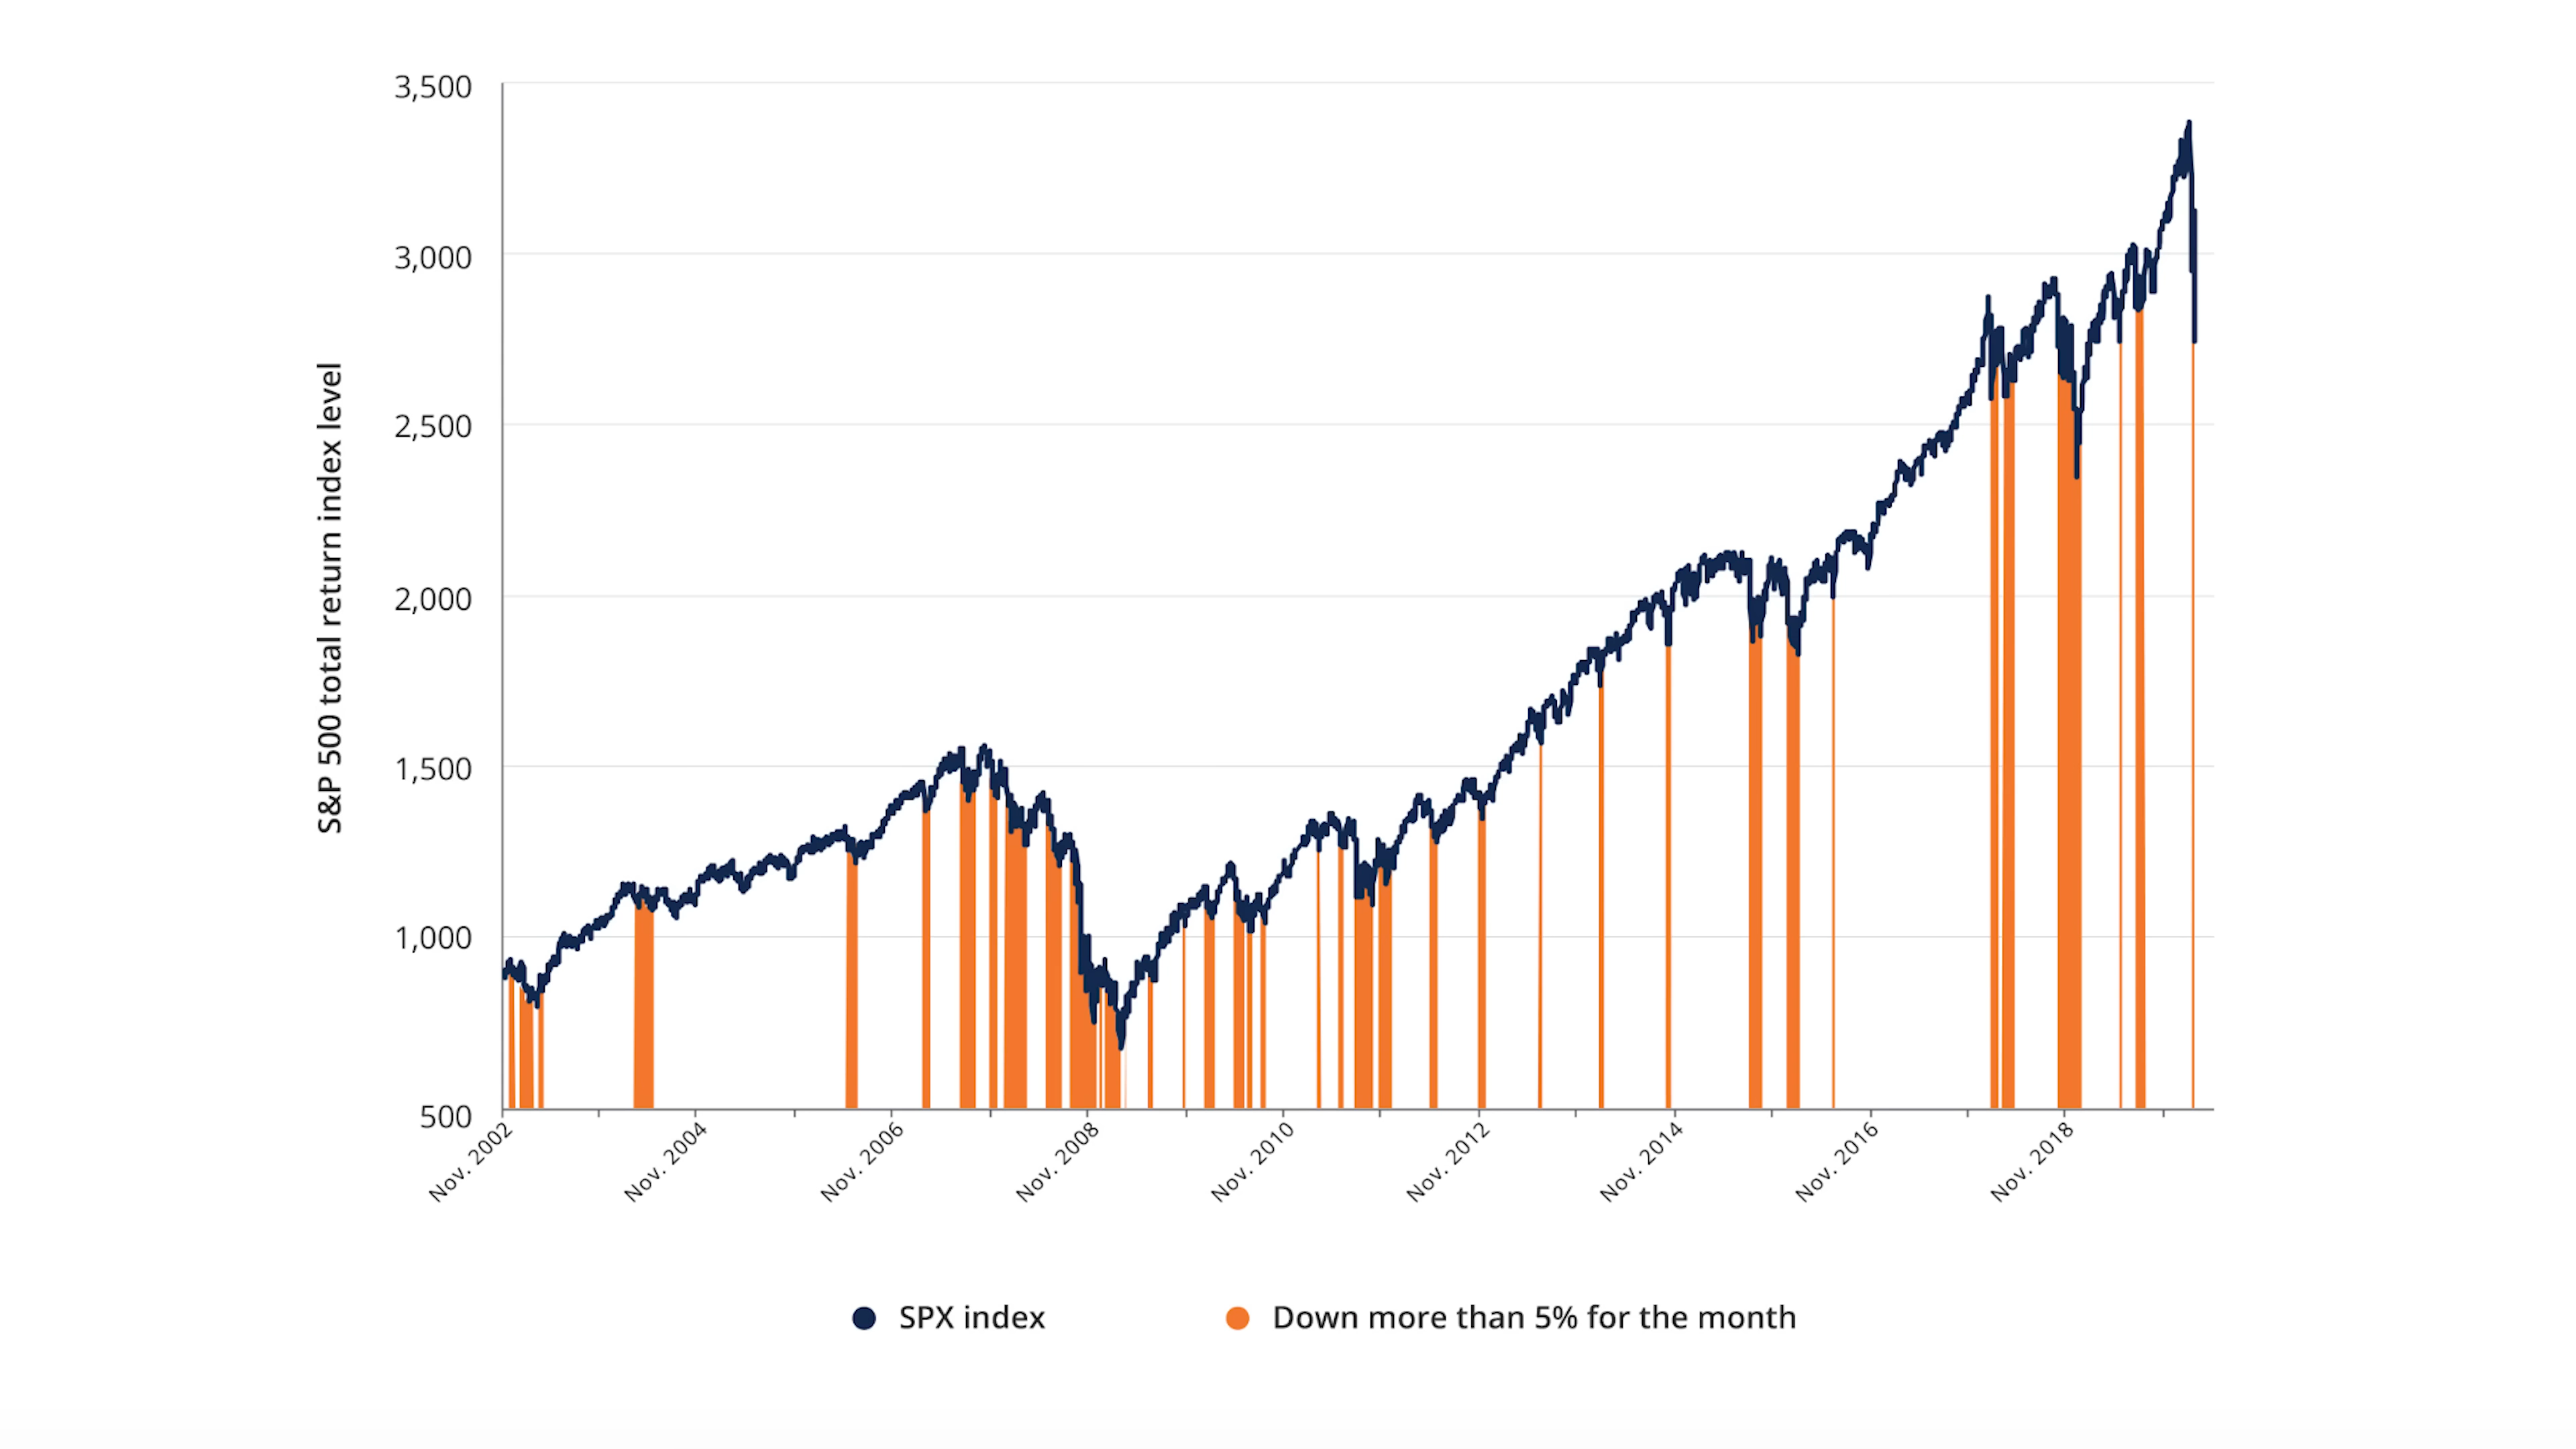 S&P 500 total return index level
3,500
3,000
2,500
2,000
1,500
1,000
500
Nov. 2002
Nov. 2004
Nov. 2006
Nov. 2008
Nov. 2010
Nov. 2012
Nov. 2014
Nov. 2016
Nov. 2018
SPX index
Down more than 5% for the month